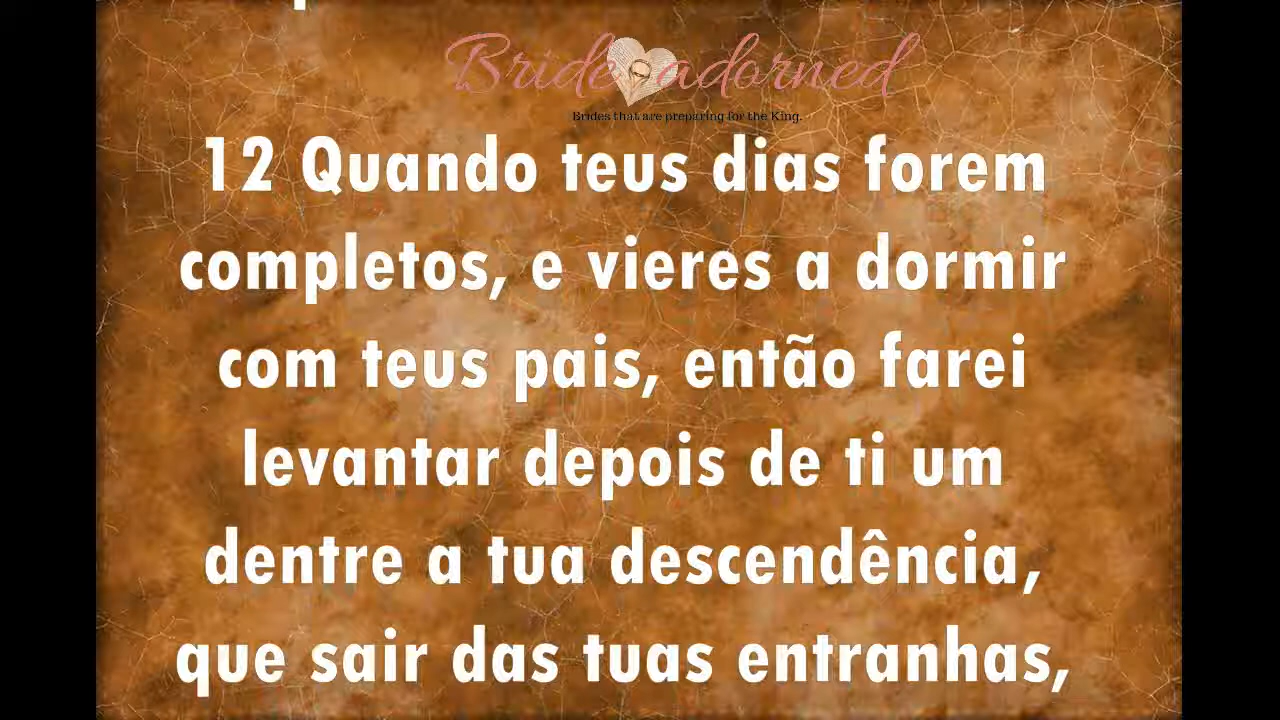 Bride adorned
Brides that are preparing for the King.
12 Quando teus dias forem
completos, e vieres a dormir
com teus pais, então farei
levantar depois de ti um
dentre a tua descendência,
que sair das tuas entranhas,